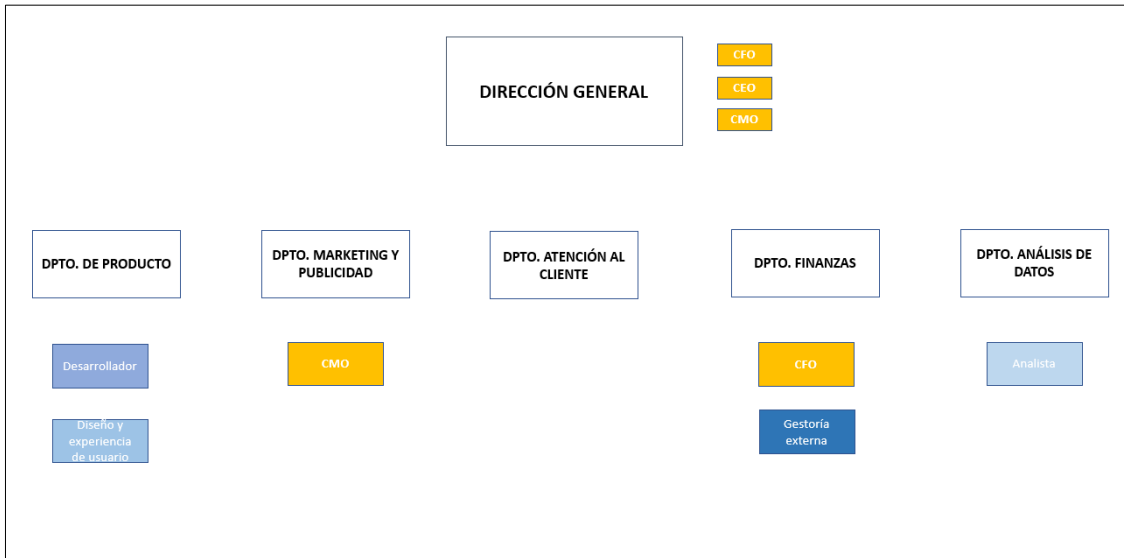 CFO
DIRECCIÓN GENERAL
CEO
CMO
DPTO. DE PRODUCTO
DPTO. MARKETING Y
PUBLICIDAD
DPTO. ATENCIÓN AL
CLIENTE
DPTO. FINANZAS
DPTO. ANÁLISIS DE
DATOS
Desarrollador
CMO
CFO
Analista
Diseño y
experiencia
de usuario
Gestoría
externa